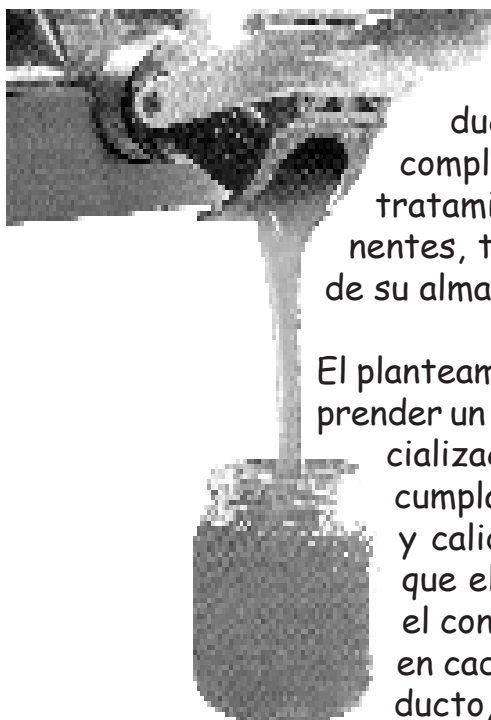 duc
compl
tratami
nentes, t
de su alma
El planteam
prender un
cializac
cumpla
y calid
que el
el con
en cad
ducto,